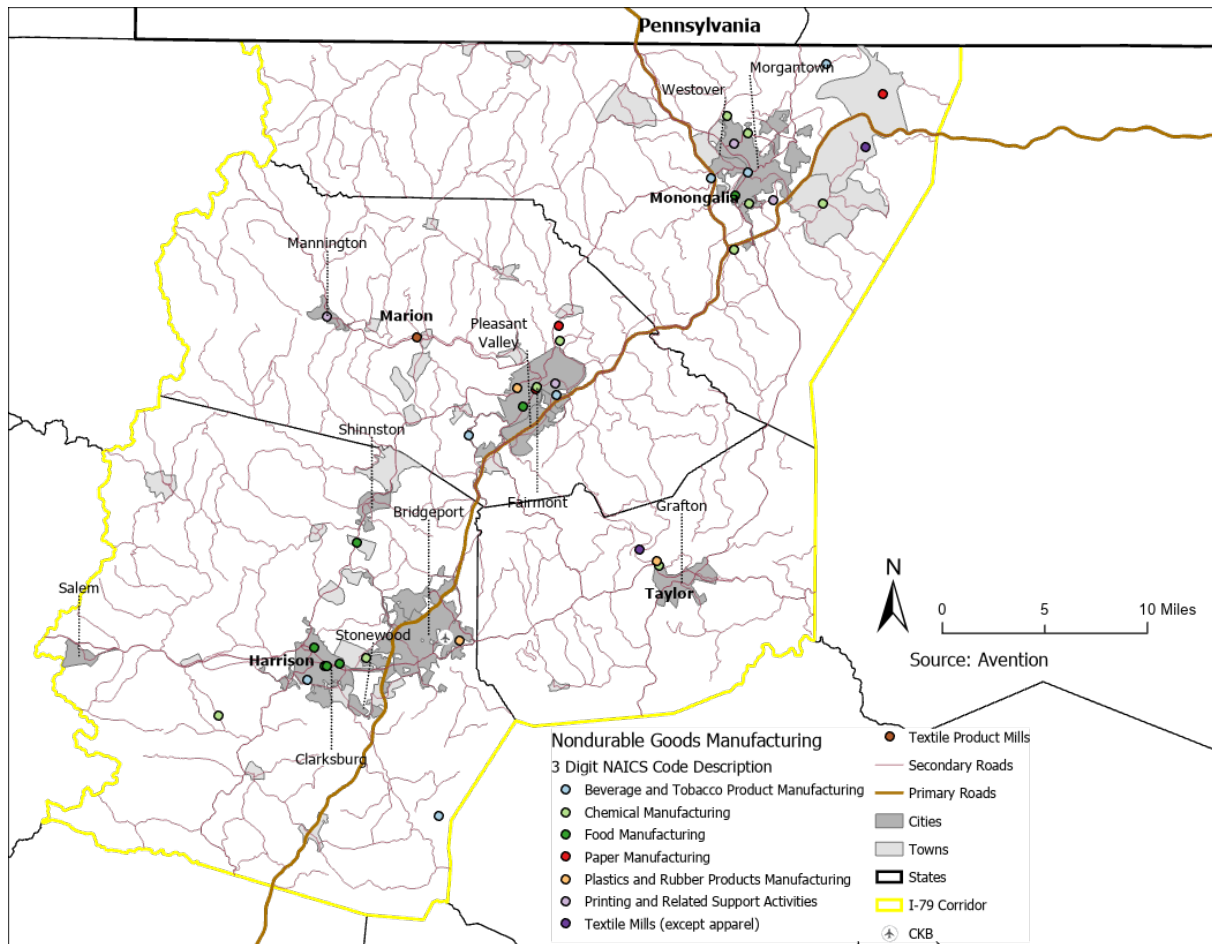 Pennsylvania
Morgantown
Westover
Monongalia
Mannington
Marion
Pleasant
Valley
Shinnston
Fairmont
Grafton
Bridgeport
Salem
Taylor
Stonewood
Harrison
Clarksburg
N
0 5 10 Miles
Source: Avention
Nondurable Goods Manufacturing
3 Digit NAICS Code Description
Beverage and Tobacco Product Manufacturing
Chemical Manufacturing
Food Manufacturing
Paper Manufacturing
Plastics and Rubber Products Manufacturing
Printing and Related Support Activities
Textile Mills (except apparel)
Textile Product Mills
Secondary Roads
Primary Roads
Cities
Towns
States
I-79 Corridor
CKB